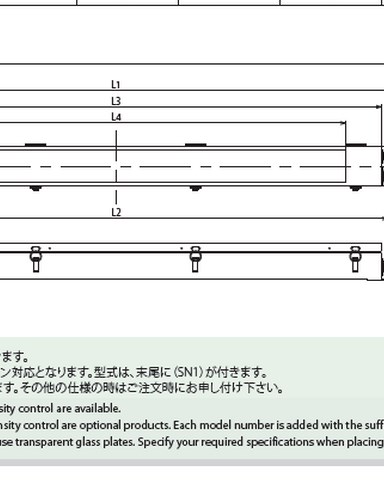 L1
L3
L4
L2
ます。
ン対応となります。型式は、末尾に(SN1)が付きます。
ます。その他の仕様の時はご注文時にお申し付け下さい。
sity control are available.
nsity control are optional products. Each model number is added with the suff
use transparent glass plates. Specify your required specifications when placing